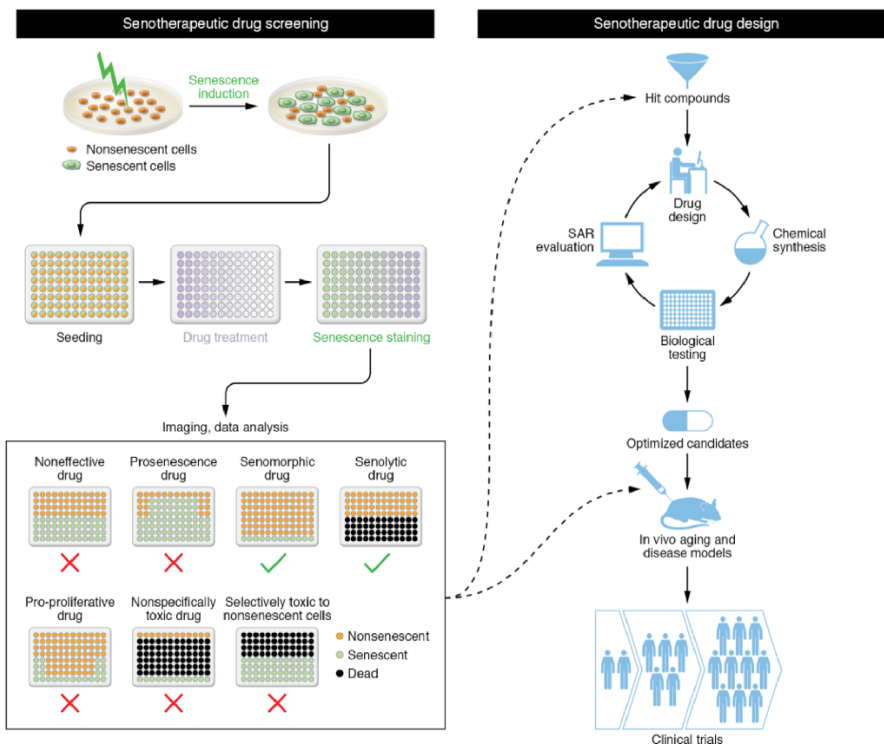 Senotherapeutic drug screening
Senescence
induction
Nonsenescent cells
Senescent cells
Seeding
Drug treatment
Senescence staining
Imaging, data analysis
Noneffective
drug
Prosenescence
drug
Senomorphic
drug
Senolytic
drug
Pro-proliferative
drug
Nonspecifically
toxic drug
Selectively toxic to
nonsenescent cells
Nonsenescent
Senescent
Dead
Senotherapeutic drug design
Hit compounds
Drug
design
SAR
evaluation
Chemical
synthesis
Biological
testing
Optimized candidates
In vivo aging and
disease models
Clinical trials